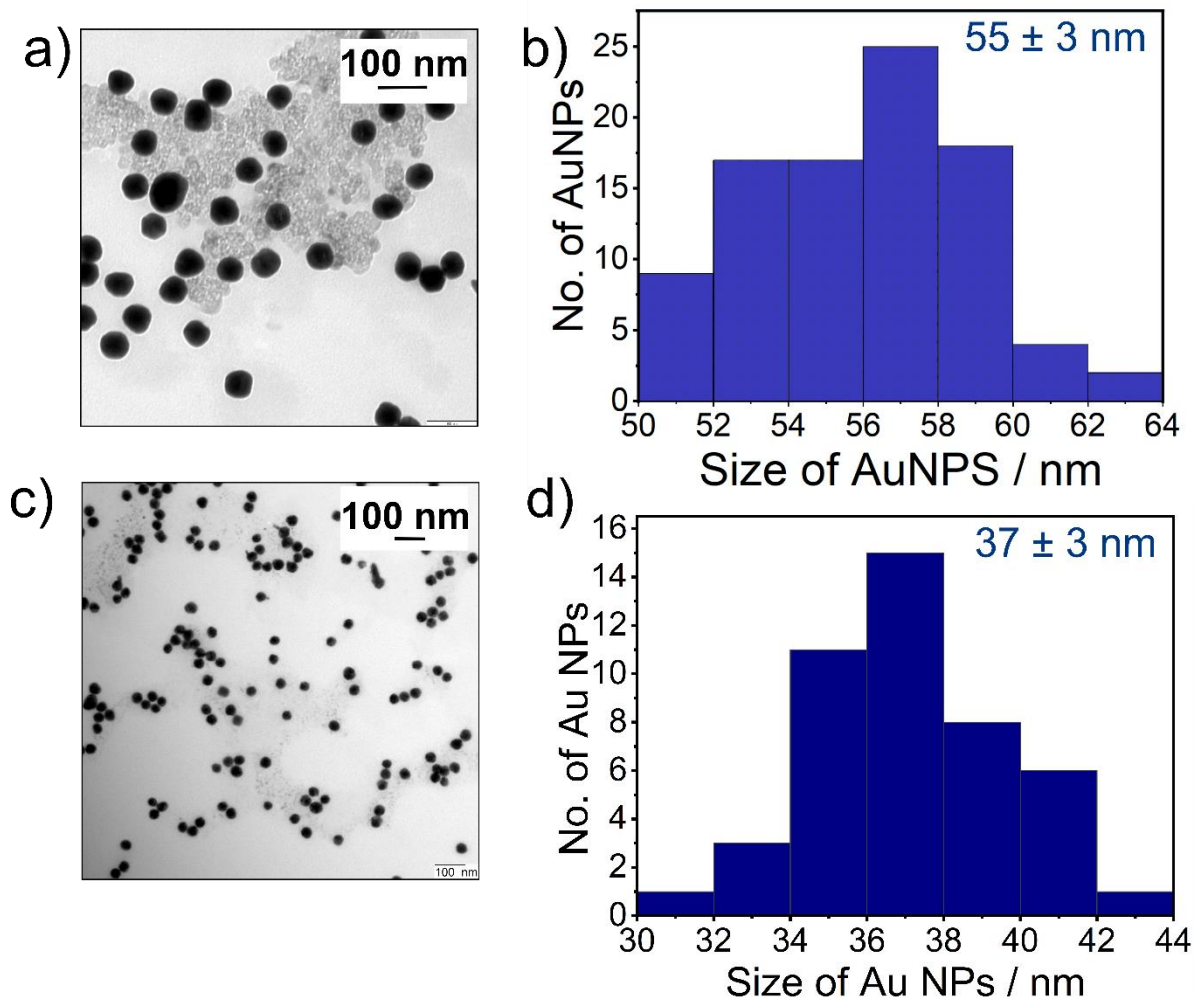 a)
100 nm
b)
55 ± 3 nm
No. of AuNPs
25
20
15
10
5
0
50 52 54 56 58 60 62 64
Size of AuNPS / nm
c)
100 nm
100 nm
d)
37 ± 3 nm
No. of Au NPs
16
14
12
10
8
6
4
2
0
30 32 34 36 38 40 42 44
Size of Au NPs / nm